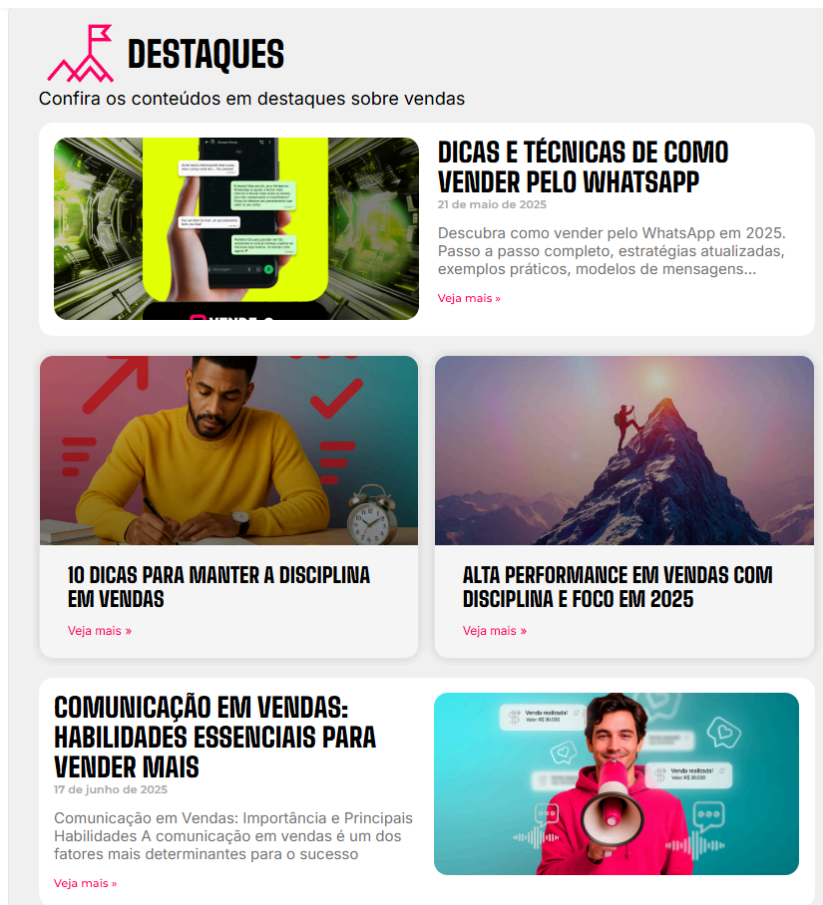 DESTAQUES
Confira os conteúdos em destaques sobre vendas
DICAS E TÉCNICAS DE COMO
VENDER PELO WHATSAPP
21 de maio de 2025
Descubra como vender pelo WhatsApp em 2025.
Passo a passo completo, estratégias atualizadas,
exemplos práticos, modelos de mensagens...
Veja mais »
10 DICAS PARA MANTER A DISCIPLINA
EM VENDAS
Veja mais »
ALTA PERFORMANCE EM VENDAS COM
DISCIPLINA E FOCO EM 2025
Veja mais »
COMUNICAÇÃO EM VENDAS:
HABILIDADES ESSENCIAIS PARA
VENDER MAIS
17 de junho de 2025
Comunicação em Vendas: Importância e Principais
Habilidades A comunicação em vendas é um dos
fatores mais determinantes para o sucesso
Veja mais »
Venda realizada!
Valor: R$ 30.000
Venda realizada!